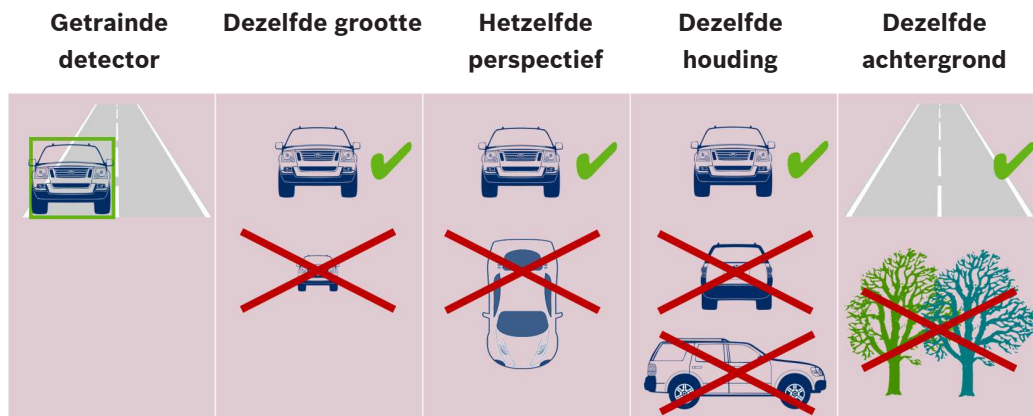 Getrainde
detector
Dezelfde grootte
Hetzelfde
perspectief
Dezelfde
houding
Dezelfde
achtergrond